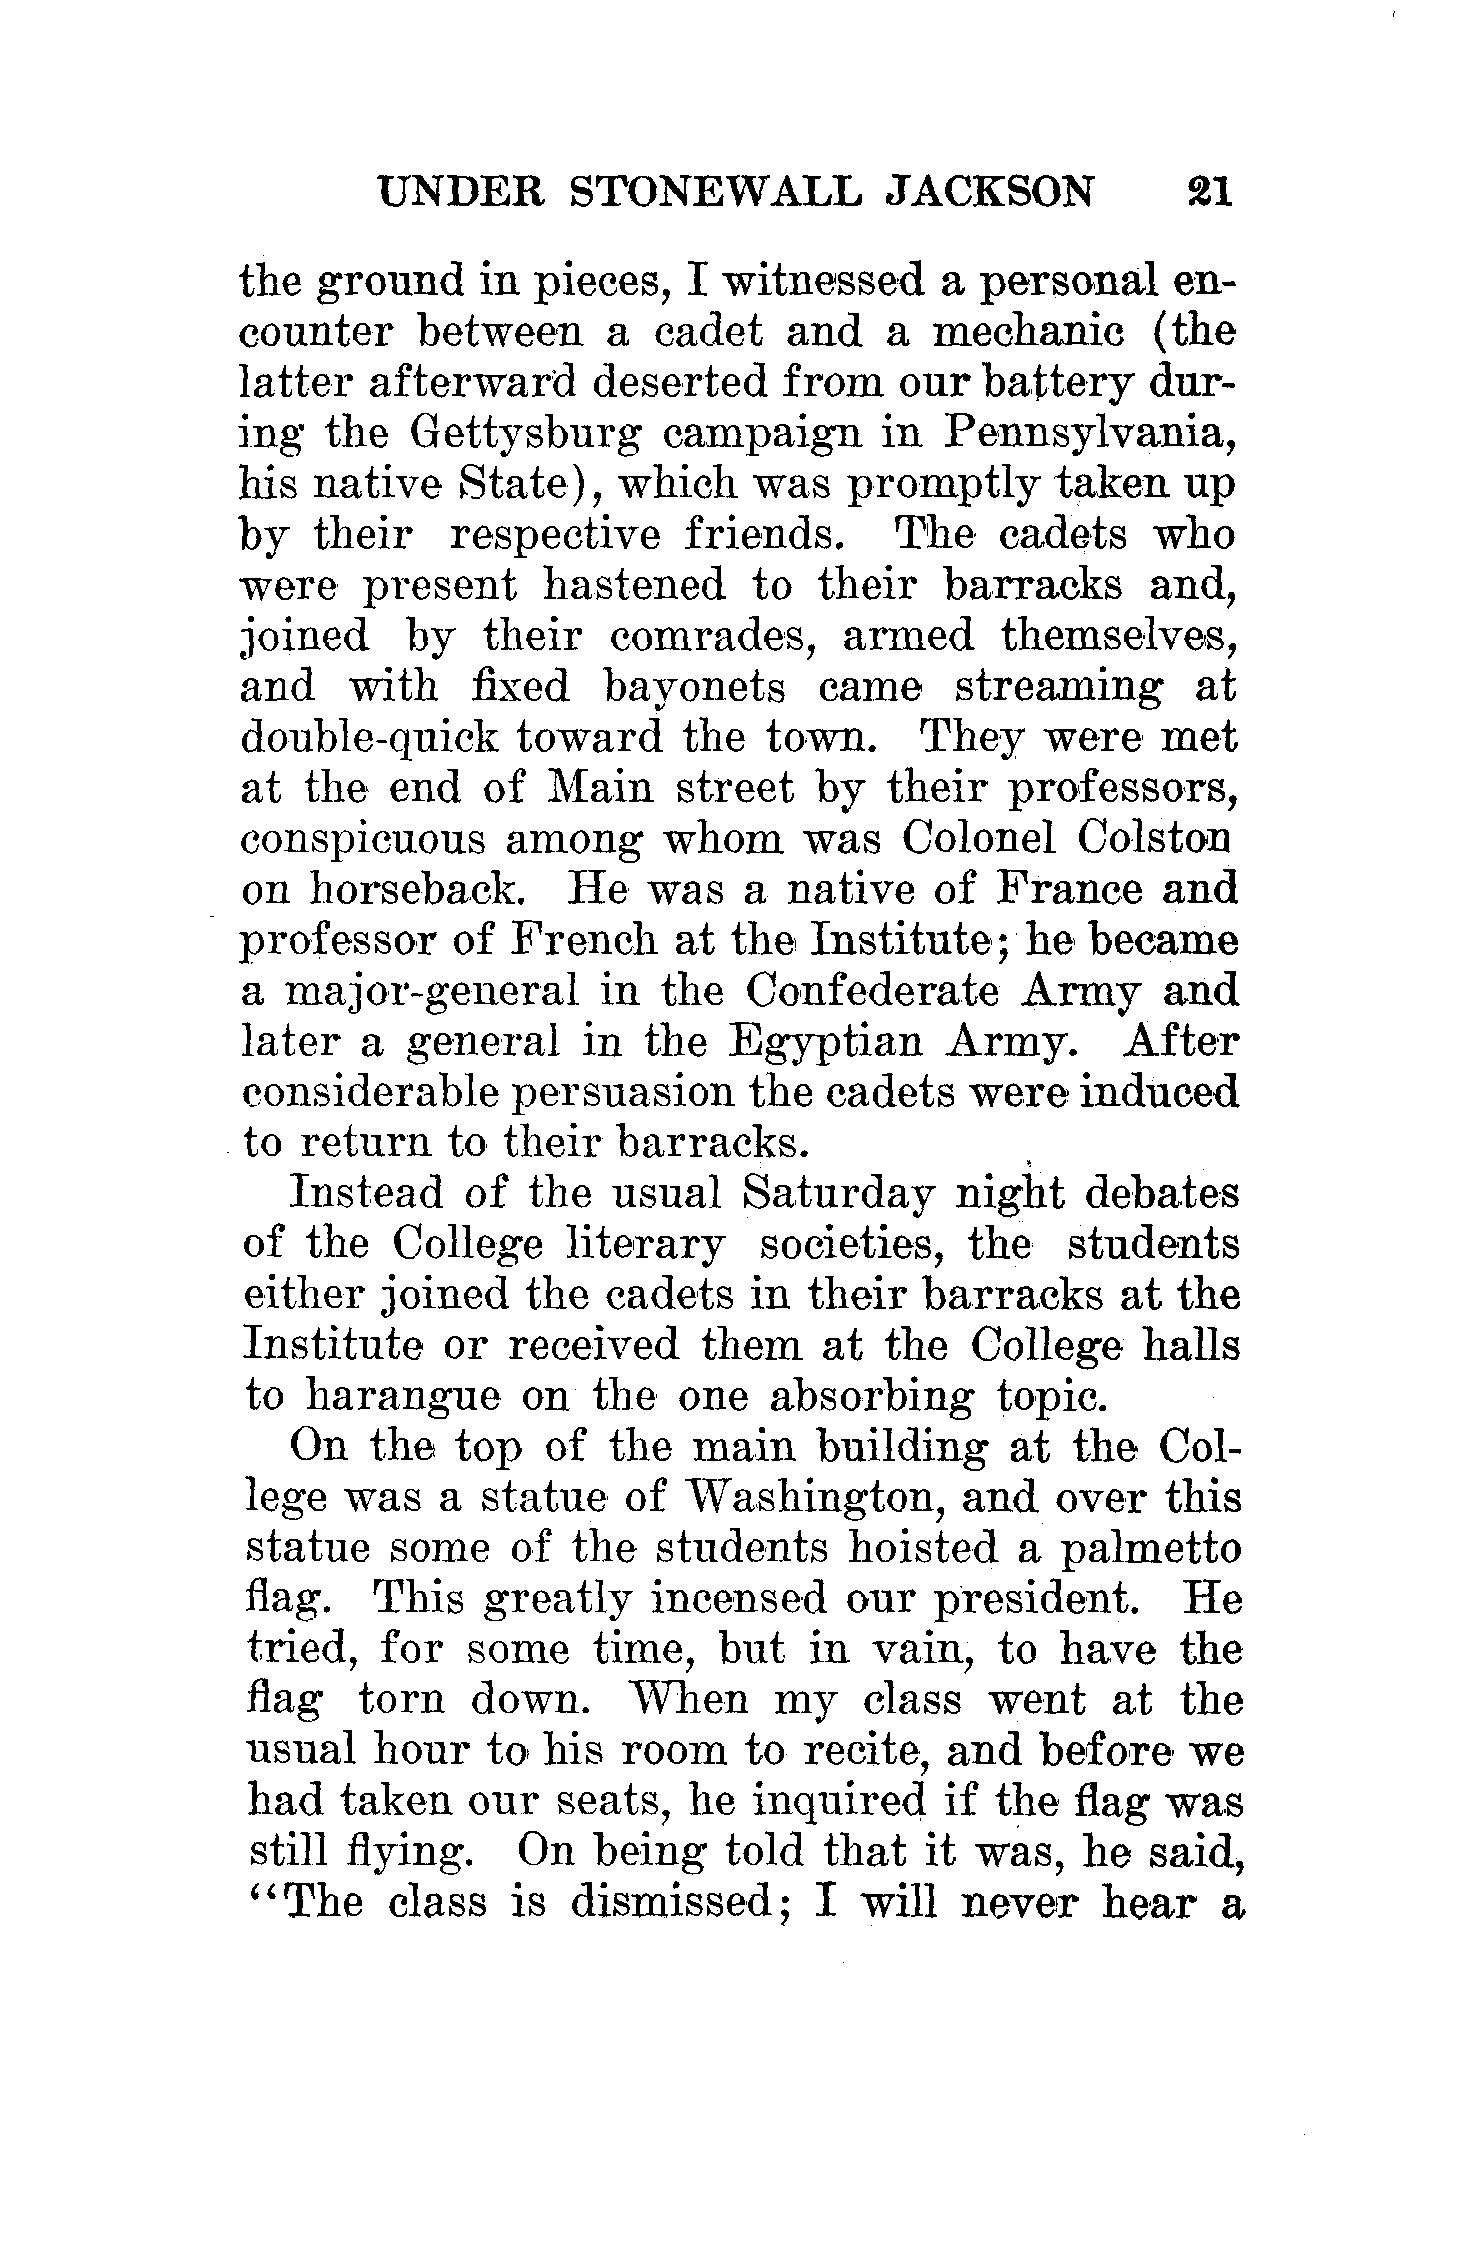 UNDER STONEWALL JACKSON 21
the ground in pieces, I witnessed a personal en-
counter between a cadet and a mechanic (the
latter afterward deserted from our battery dur-
ing the Gettysburg campaign in Pennsylvania,
his native State), which was promptly taken up
by their respective friends. The cadets who
were present hastened to their barracks and,
joined by their comrades, armed themselves,
and with fixed bayonets came streaming at
double-quick toward the town. They were met
at the end of Main street by their professors,
conspicuous among whom was Colonel Colston
on horseback. He was a native of France and
professor of French at the Institute; he became
a major-general in the Confederate Army and
later a general in the Egyptian Army. After
considerable persuasion the cadets were induced
to return to their barracks.
Instead of the usual Saturday night debates
of the College literary societies, the students
either joined the cadets in their barracks at the
Institute or received them at the College halls
to harangue on the one absorbing topic.
On the top of the main building at the Col-
lege was a statue of Washington, and over this
statue some of the students hoisted a palmetto
flag. This greatly incensed our president. He
tried, for some time, but in vain, to have the
flag torn down. When my class went at the
usual hour to his room to recite, and before we
had taken our seats, he inquired if the flag was
still flying. On being told that it was, he said,
“The class is dismissed; I will never hear a